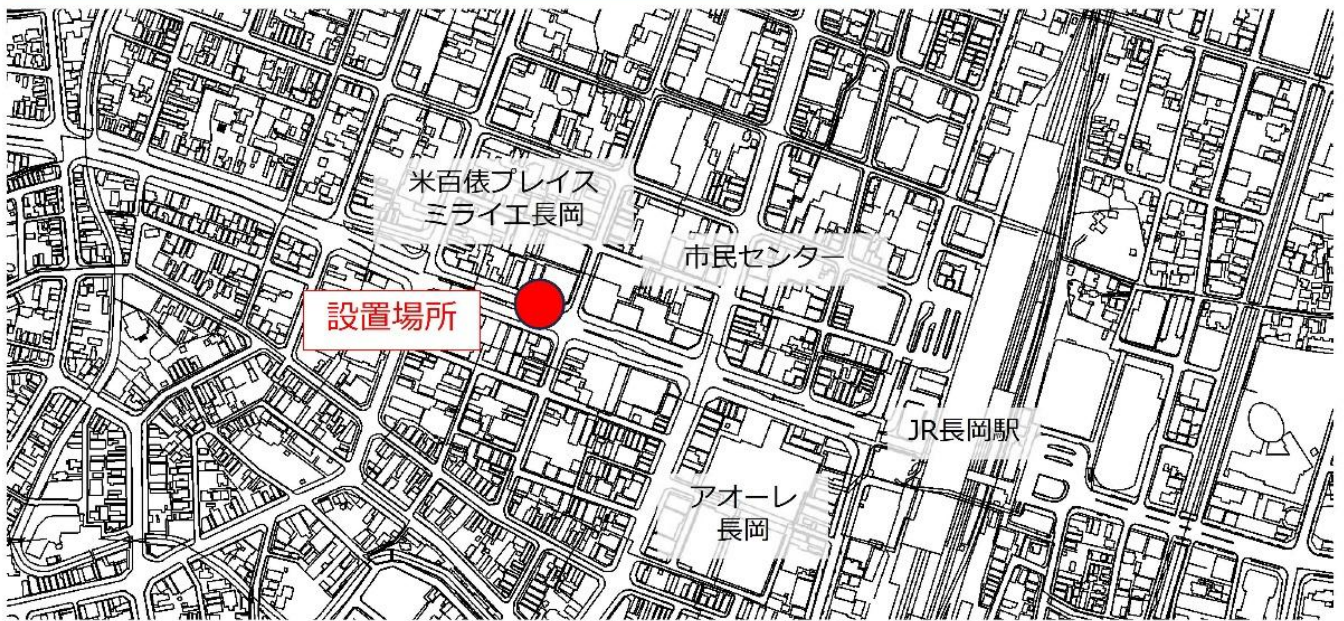 米百俵プレイス
ミライエ長岡
市民センター
設置場所
JR長岡駅
アオーレ
長岡